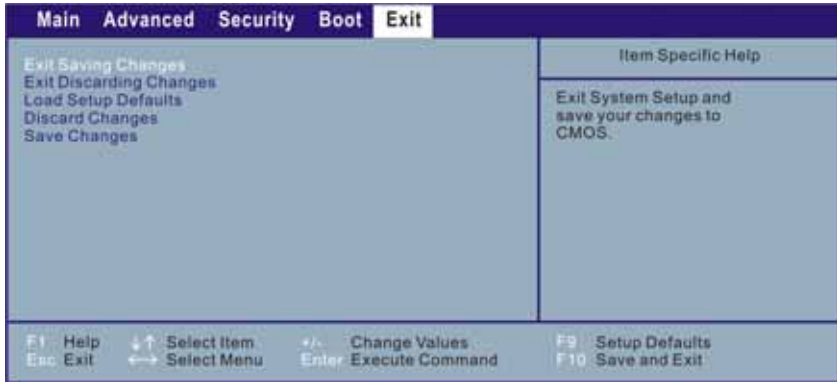 Main Advanced Security Boot Exit
Exit Saving Changes
Exit Discarding Changes
Load Setup Defaults
Discard Changes
Save Changes
Item Specific Help
Exit System Setup and
save your changes to
CMOS.
F1 Help ↓↑ Select Item +/- Change Values F9 Setup Defaults
Esc Exit ←→ Select Menu Enter Execute Command F10 Save and Exit